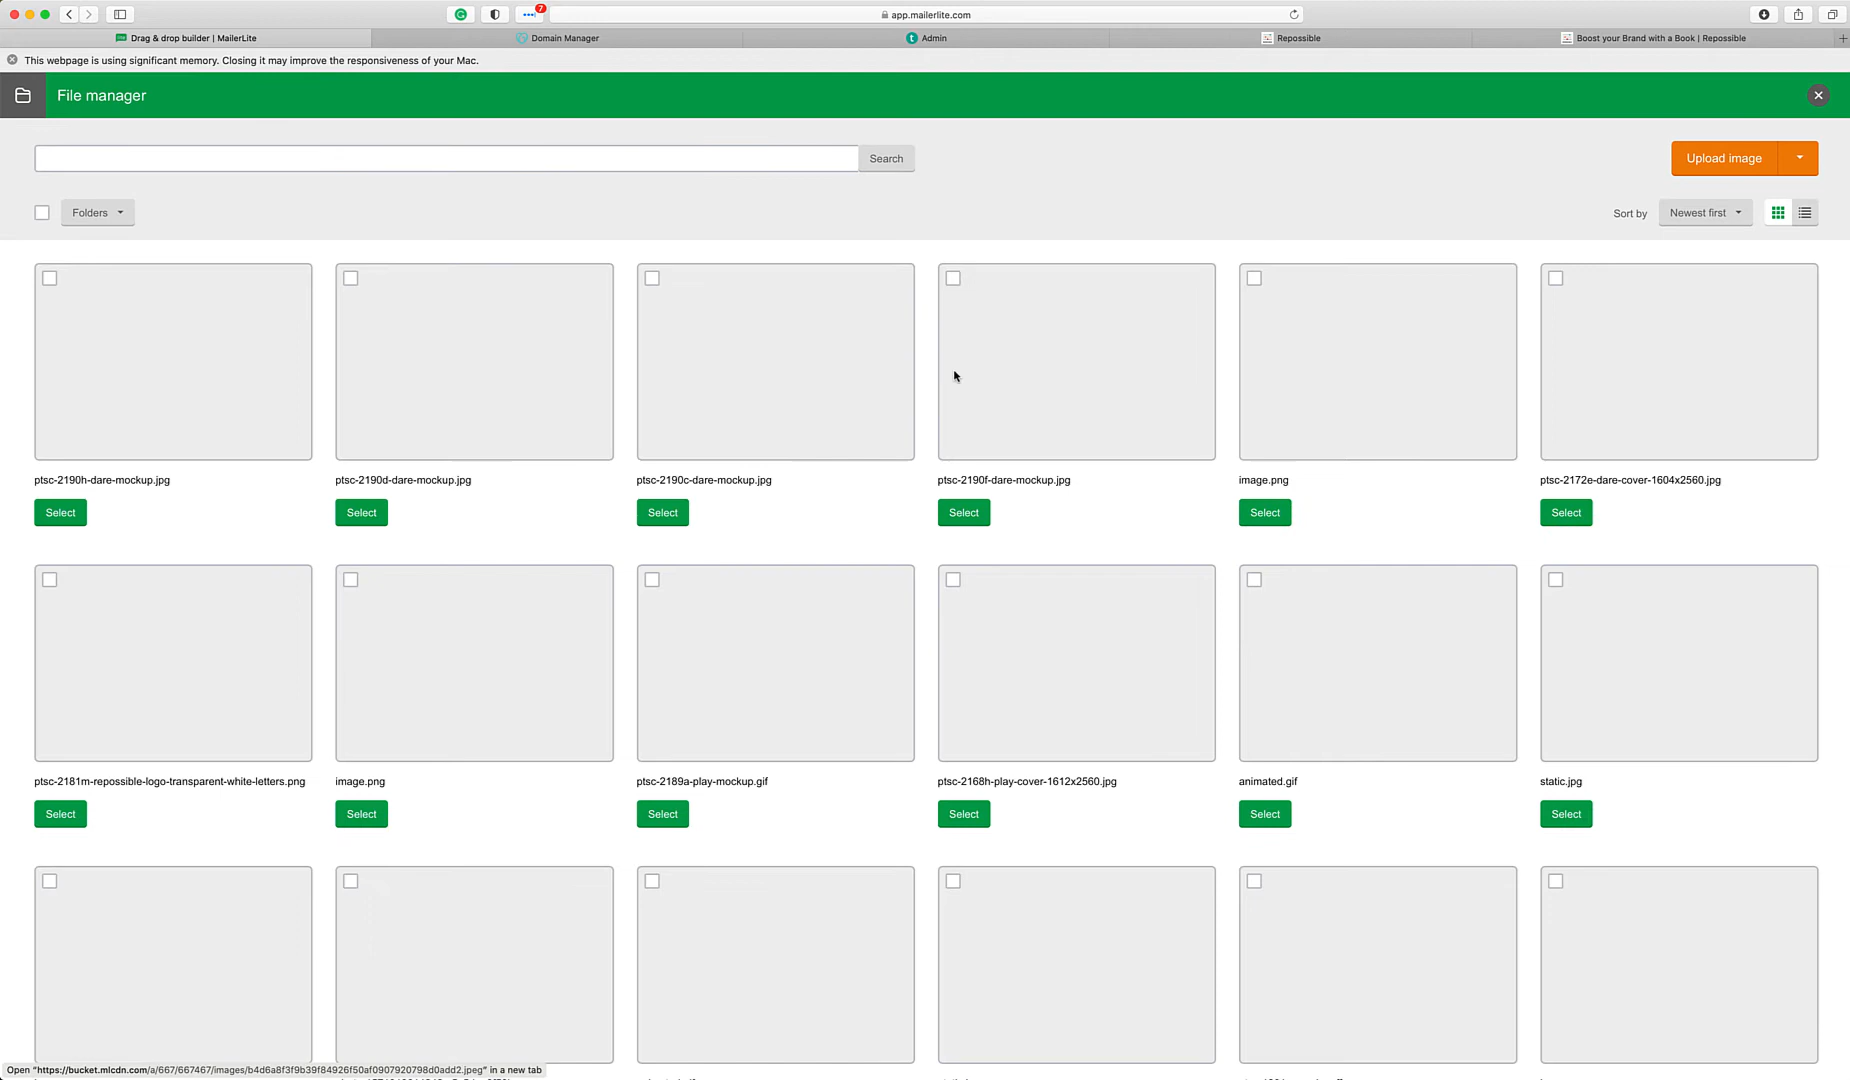 7
app.mailerlite.com
Drag & drop builder | MailerLite
Domain Manager
t Admin
Repossible
Boost your Brand with a Book | Repossible
This webpage is using significant memory. Closing it may improve the responsiveness of your Mac.
File manager
Search
Upload image
Folders
Sort by
Newest first
ptsc-2190h-dare-mockup.jpg
ptsc-2190d-dare-mockup.jpg
ptsc-2190c-dare-mockup.jpg
ptsc-2190f-dare-mockup.jpg
image.png
ptsc-2172e-dare-cover-1604x2560.jpg
Select
Select
Select
Select
Select
Select
ptsc-2181m-repossible-logo-transparent-white-letters.png
image.png
ptsc-2189a-play-mockup.gif
ptsc-2168h-play-cover-1612x2560.jpg
animated.gif
static.jpg
Select
Select
Select
Select
Select
Select
Open "https://bucket.mlcdn.com/a/667/667467/images/b4d6a8f3f9b39f84926f50af0907920798d0add2.jpeg" in a new tab